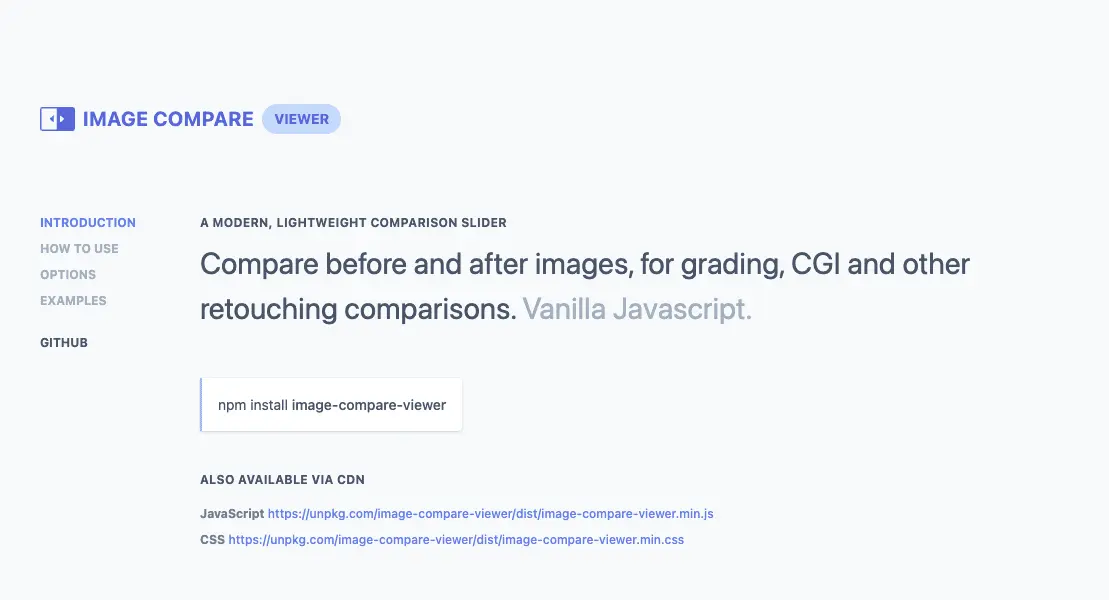 IMAGE COMPARE VIEWER
INTRODUCTION
HOW TO USE
OPTIONS
EXAMPLES
GITHUB
A MODERN, LIGHTWEIGHT COMPARISON SLIDER
Compare before and after images, for grading, CGI and other
retouching comparisons. Vanilla Javascript.
npm install image-compare-viewer
ALSO AVAILABLE VIA CDN
JavaScript https://unpkg.com/image-compare-viewer/dist/image-compare-viewer.min.js
CSS https://unpkg.com/image-compare-viewer/dist/image-compare-viewer.min.css